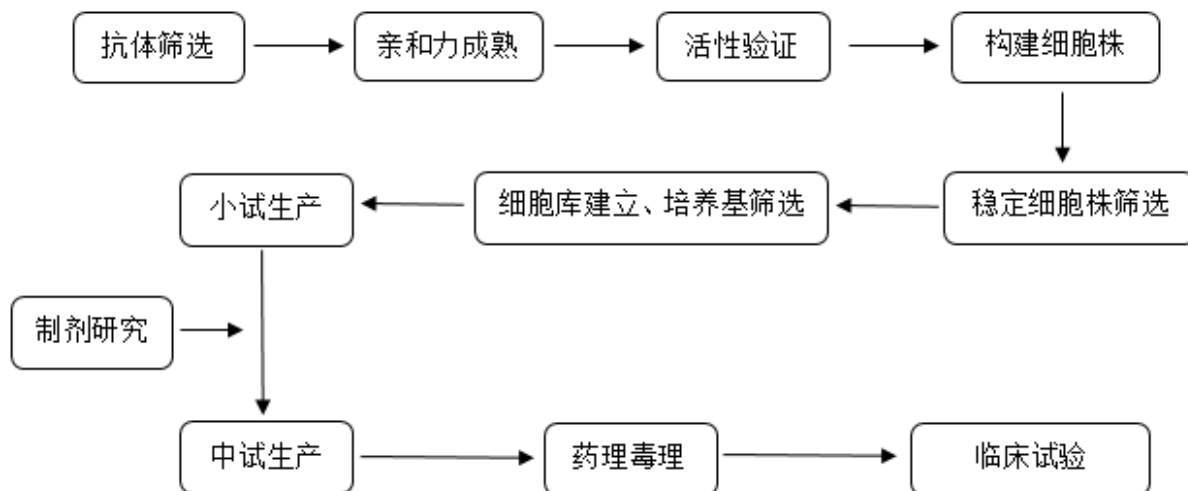 抗体筛选
亲和力成熟
活性验证
构建细胞株
稳定细胞株筛选
细胞库建立、培养基筛选
小试生产
制剂研究
中试生产
药理毒理
临床试验